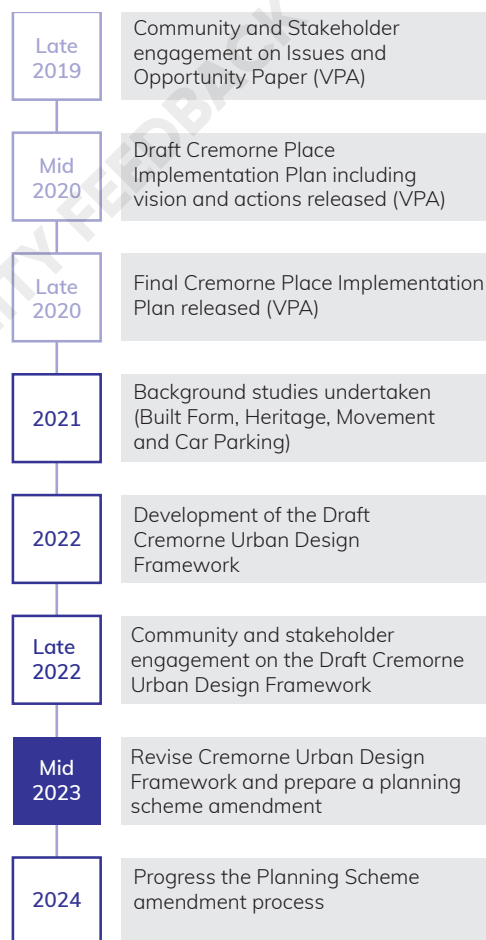 Late
2019
Community and Stakeholder
engagement on Issues and
Opportunity Paper (VPA)
Mid
2020
Draft Cremorne Place
Implementation Plan including
vision and actions released (VPA)
Late
2020
Final Cremorne Place Implementation
Plan released (VPA)
2021
Background studies undertaken
(Built Form, Heritage, Movement
and Car Parking)
2022
Development of the Draft
Cremorne Urban Design
Framework
Late
2022
Community and stakeholder
engagement on the Draft Cremorne
Urban Design Framework
Mid
2023
Revise Cremorne Urban Design
Framework and prepare a planning
scheme amendment
2024
Progress the Planning Scheme
amendment process
FEEDBACK